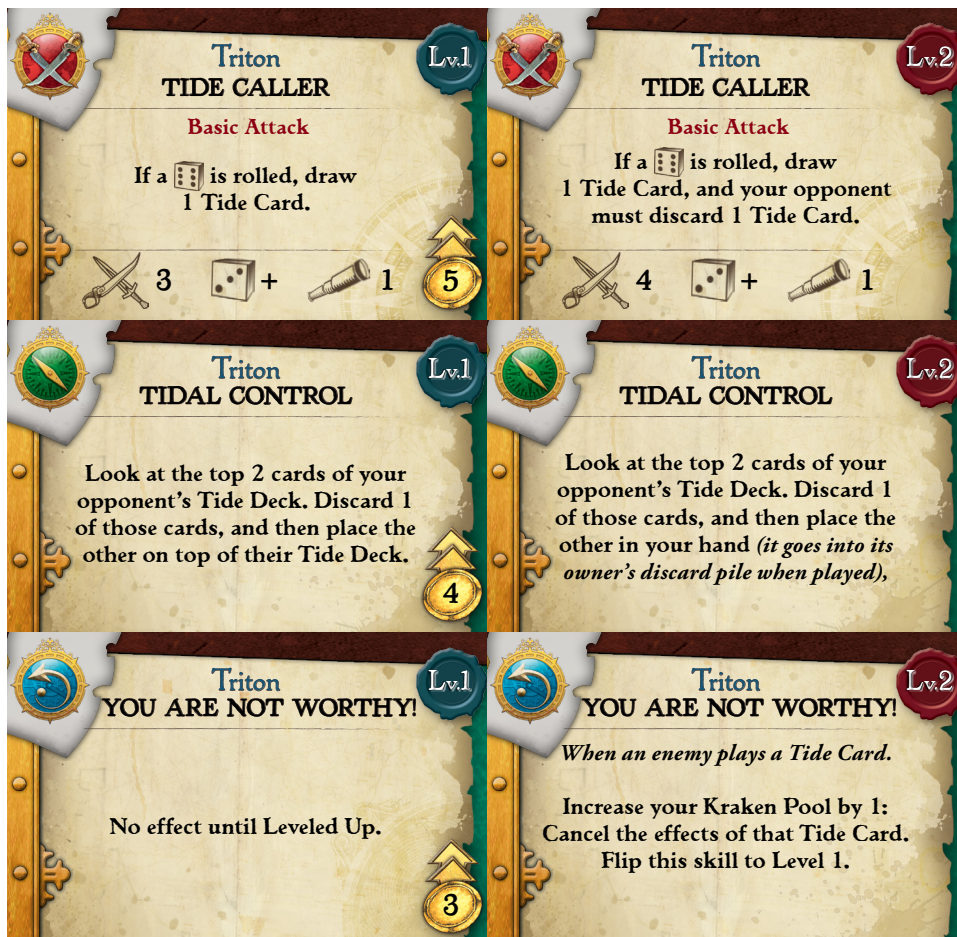 Triton
Lv.1
TIDE CALLER
Basic Attack
If a is rolled, draw
1 Tide Card.
3 + 1
5
Triton
Lv.2
TIDE CALLER
Basic Attack
If a is rolled, draw
1 Tide Card, and your opponent
must discard 1 Tide Card.
4 + 1
Triton
Lv.1
TIDAL CONTROL
Look at the top 2 cards of your
opponent's Tide Deck. Discard 1
of those cards, and then place the
other on top of their Tide Deck.
4
Triton
Lv.2
TIDAL CONTROL
Look at the top 2 cards of your
opponent's Tide Deck. Discard 1
of those cards, and then place the
other in your hand (it goes into its
owner's discard pile when played),
Triton
Lv.1
YOU ARE NOT WORTHY!
No effect until Leveled Up.
3
Triton
Lv.2
YOU ARE NOT WORTHY!
When an enemy plays a Tide Card.
Increase your Kraken Pool by 1:
Cancel the effects of that Tide Card.
Flip this skill to Level 1.